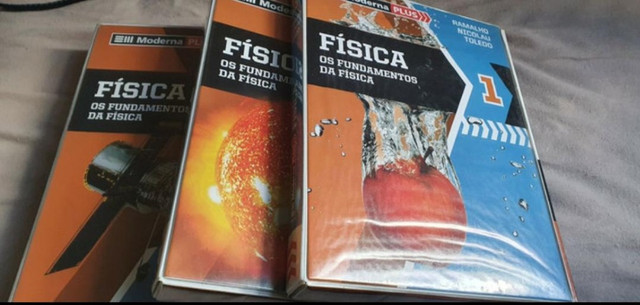 Moderna PLUS
FÍSICA
OS FUNDAMENTOS
DA FÍSICA
Moderna
FÍSIC
OS FUNDAMEN
DA FÍSICA
Moderna PLUS
RAMALHO
NICOLAU
TOLEDO
FÍSICA
OS FUNDAMENTOS
DA FÍSICA
1